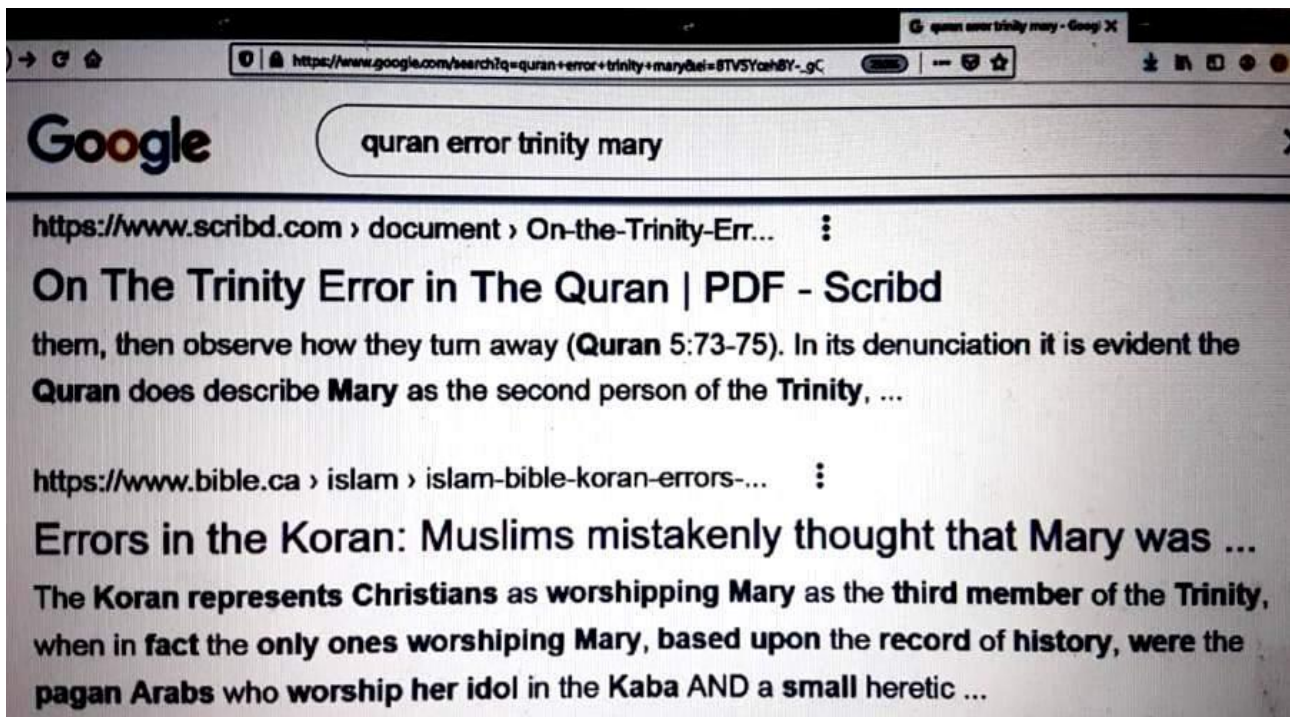 quran error trinity mary - Googl
https://www.google.com/search?q=quran+error+trinity+mary&ei=
Google
quran error trinity mary
https://www.scribd.com › document › On-the-Trinity-Err...
On The Trinity Error in The Quran | PDF - Scribd
them, then observe how they turn away (Quran 5:73-75). In its denunciation it is evident the
Quran does describe Mary as the second person of the Trinity, ...
https://www.bible.ca › islam › islam-bible-koran-errors-...
Errors in the Koran: Muslims mistakenly thought that Mary was ...
The Koran represents Christians as worshipping Mary as the third member of the Trinity,
when in fact the only ones worshiping Mary, based upon the record of history, were the
pagan Arabs who worship her idol in the Kaba AND a small heretic ...